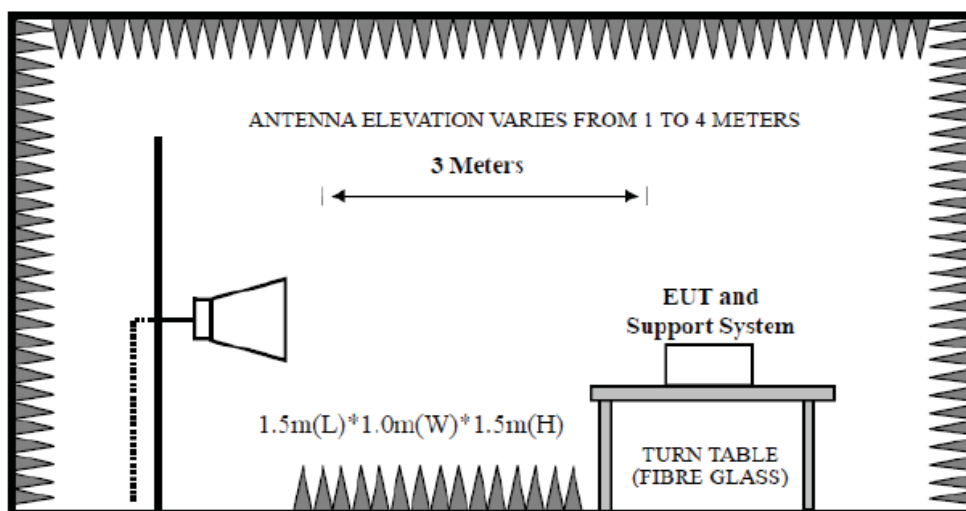 ANTENNA ELEVATION VARIES FROM 1 TO 4 METERS
3 Meters
EUT and
Support System
1.5m(L)*1.0m(W)*1.5m(H)
TURN TABLE
(FIBRE GLASS)